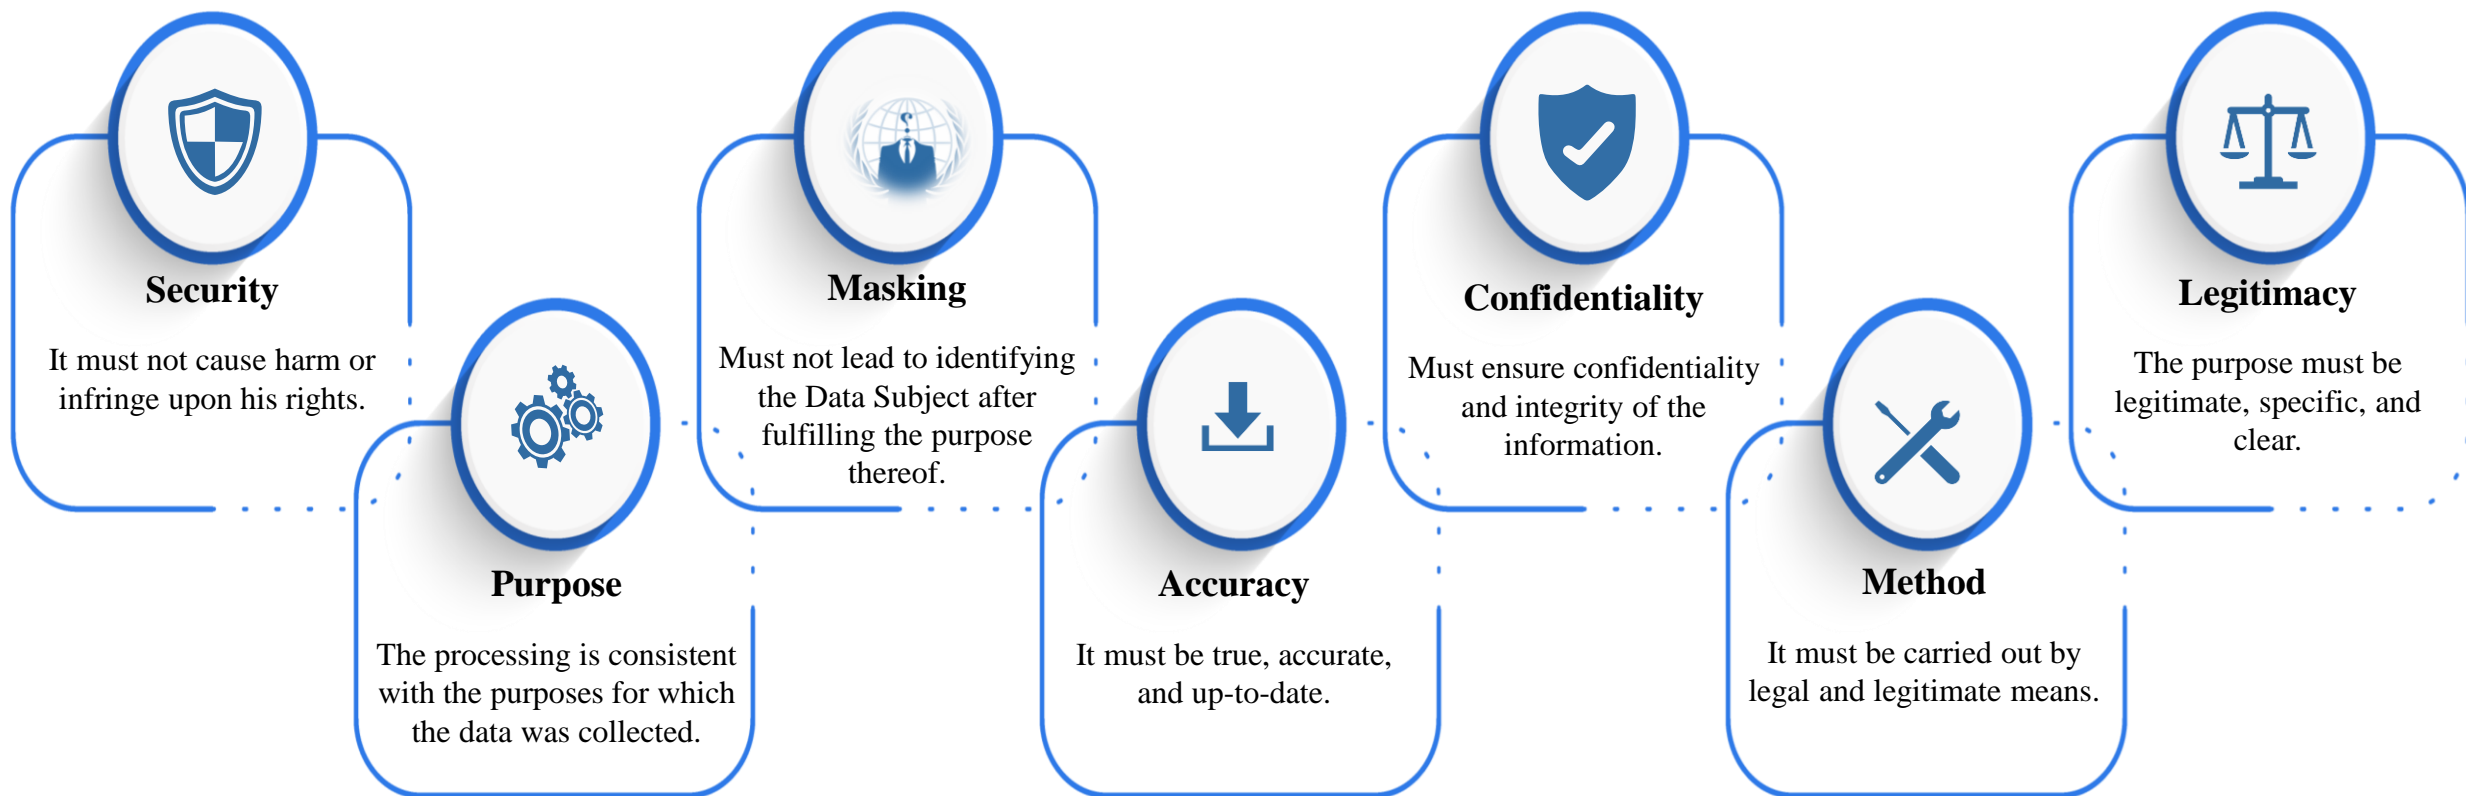 Security
It must not cause harm or
infringe upon his rights.
Purpose
The processing is consistent
with the purposes for which
the data was collected.
Masking
Must not lead to identifying
the Data Subject after
fulfilling the purpose
thereof.
Accuracy
It must be true, accurate,
and up-to-date.
Confidentiality
Must ensure confidentiality
and integrity of the
information.
Method
It must be carried out by
legal and legitimate means.
Legitimacy
The purpose must be
legitimate, specific, and
clear.